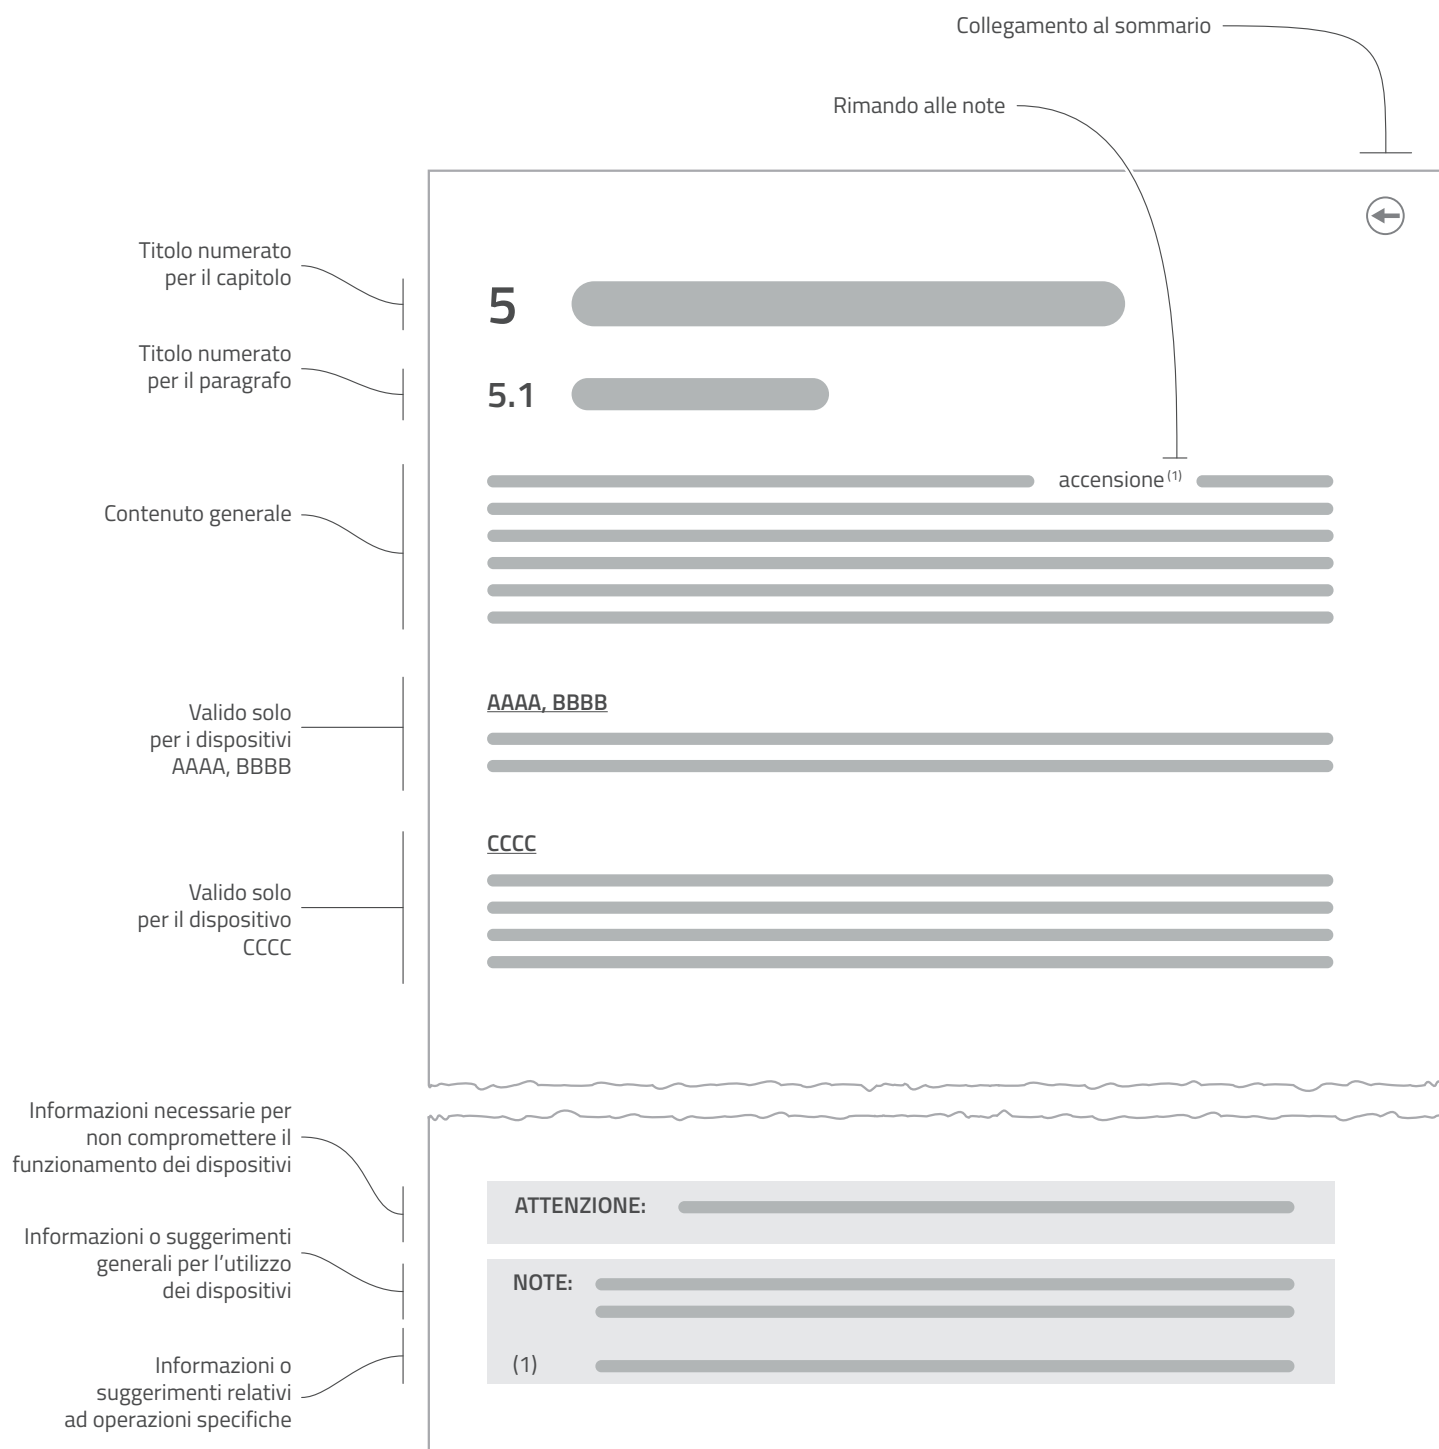 Collegamento al sommario
Rimando alle note
Titolo numerato
per il capitolo
5
Titolo numerato
per il paragrafo
5.1
accensione (1)
Contenuto generale
AAAA, BBBB
Valido solo
per i dispositivi
AAAA, BBBB
CCCC
Valido solo
per il dispositivo
CCCC
Informazioni necessarie per
non compromettere il
funzionamento dei dispositivi
ATTENZIONE:
Informazioni o suggerimenti
generali per l'utilizzo
dei dispositivi
NOTE:
(1)
Informazioni o
suggerimenti relativi
ad operazioni specifiche